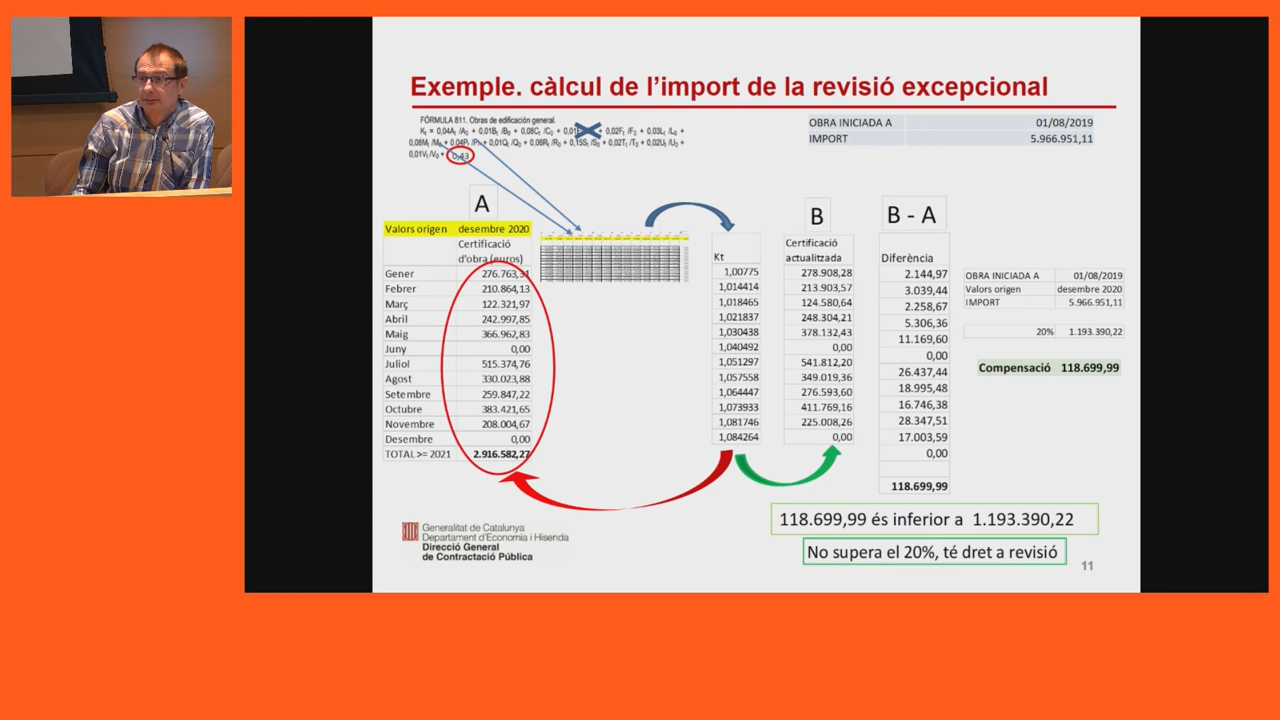 Exemple. càlcul de l'import de la revisió excepcional
FÓRMULA 811. Obras de edificación general.
OBRA INICIADA A 01/08/2019
IMPORT 5.966.951,11
0,43
A
B
B - A
Valors origen desembre 2020
Certificació
d'obra (euros)
Gener 276.763,31
Febrer 210.864,13
Març 122.321,97
Abril 242.997,85
Maig 366.962,83
Juny 0,00
Juliol 515.374,76
Agost 330.023,88
Setembre 259.847,22
Octubre 383.421,65
Novembre 208.004,67
Desembre 0,00
TOTAL >= 2021 2.916.582,27
Kt
1,00775
1,014414
1,018465
1,021837
1,030438
1,040492
1,051297
1,057558
1,064447
1,073933
1,081746
1,084264
Certificació
actualitzada
278.908,28
213.903,57
124.580,64
248.304,21
378.132,43
0,00
541.812,20
349.019,36
276.593,60
411.769,16
225.008,26
0,00
Diferència
2.144,97
3.039,44
2.258,67
5.306,36
11.169,60
0,00
26.437,44
18.995,48
16.746,38
28.347,51
17.003,59
0,00
118.699,99
OBRA INICIADA A 01/08/2019
Valors origen desembre 2020
IMPORT 5.966.951,11
20% 1.193.390,22
Compensació 118.699,99
118.699,99 és inferior a 1.193.390,22
No supera el 20%, té dret a revisió
Generalitat de Catalunya
Departament d'Economia i Hisenda
Direcció General
de Contractació Pública
11